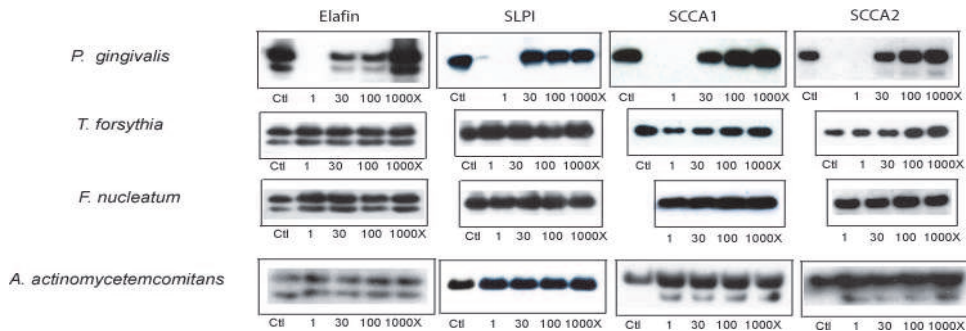 Elafin SLPI SCCA1 SCCA2
P. gingivalis
Ctl 1 30 100 1000X Ctl 1 30 100 1000X Ctl 1 30 100 1000X Ctl 1 30 100 1000X
T. forsythia
Ctl 1 30 100 1000X Ctl 1 30 100 1000X Ctl 1 30 100 1000X Ctl 1 30 100 1000X
F. nucleatum
Ctl 1 30 100 1000X Ctl 1 30 100 1000X 1 30 100 1000X 1 30 100 1000X
A. actinomycetemcomitans
Ctl 1 30 100 1000X Ctl 1 30 100 1000X Ctl 1 30 100 1000X Ctl 1 30 100 1000X